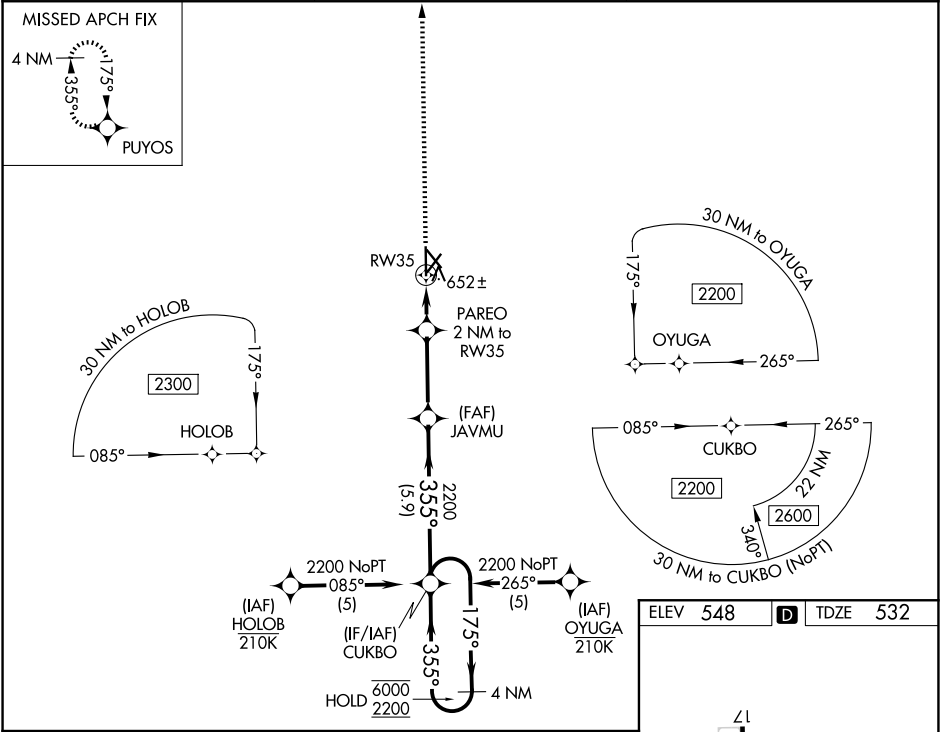 MISSED APCH FIX
4 NM
175°
355°
PUYOS
RW35
652±
PAREO
2 NM to
RW35
(FAF)
JAVMU
2200
(5.9)
355°
30 NM to HOLOB
2300
175°
HOLOB
085°
30 NM to OYUGA
2200
175°
OYUGA
265°
085°
265°
CUKBO
2200
22 NM
2600
340°
30 NM to CUKBO (NoPT)
2200 NoPT
085°
(5)
(IAF)
HOLOB
210K
(IF/IAF)
CUKBO
2200 NoPT
265°
(5)
(IAF)
OYUGA
210K
175°
355°
HOLD
6000
2200
4 NM
ELEV 548
D
TDZE 532
17